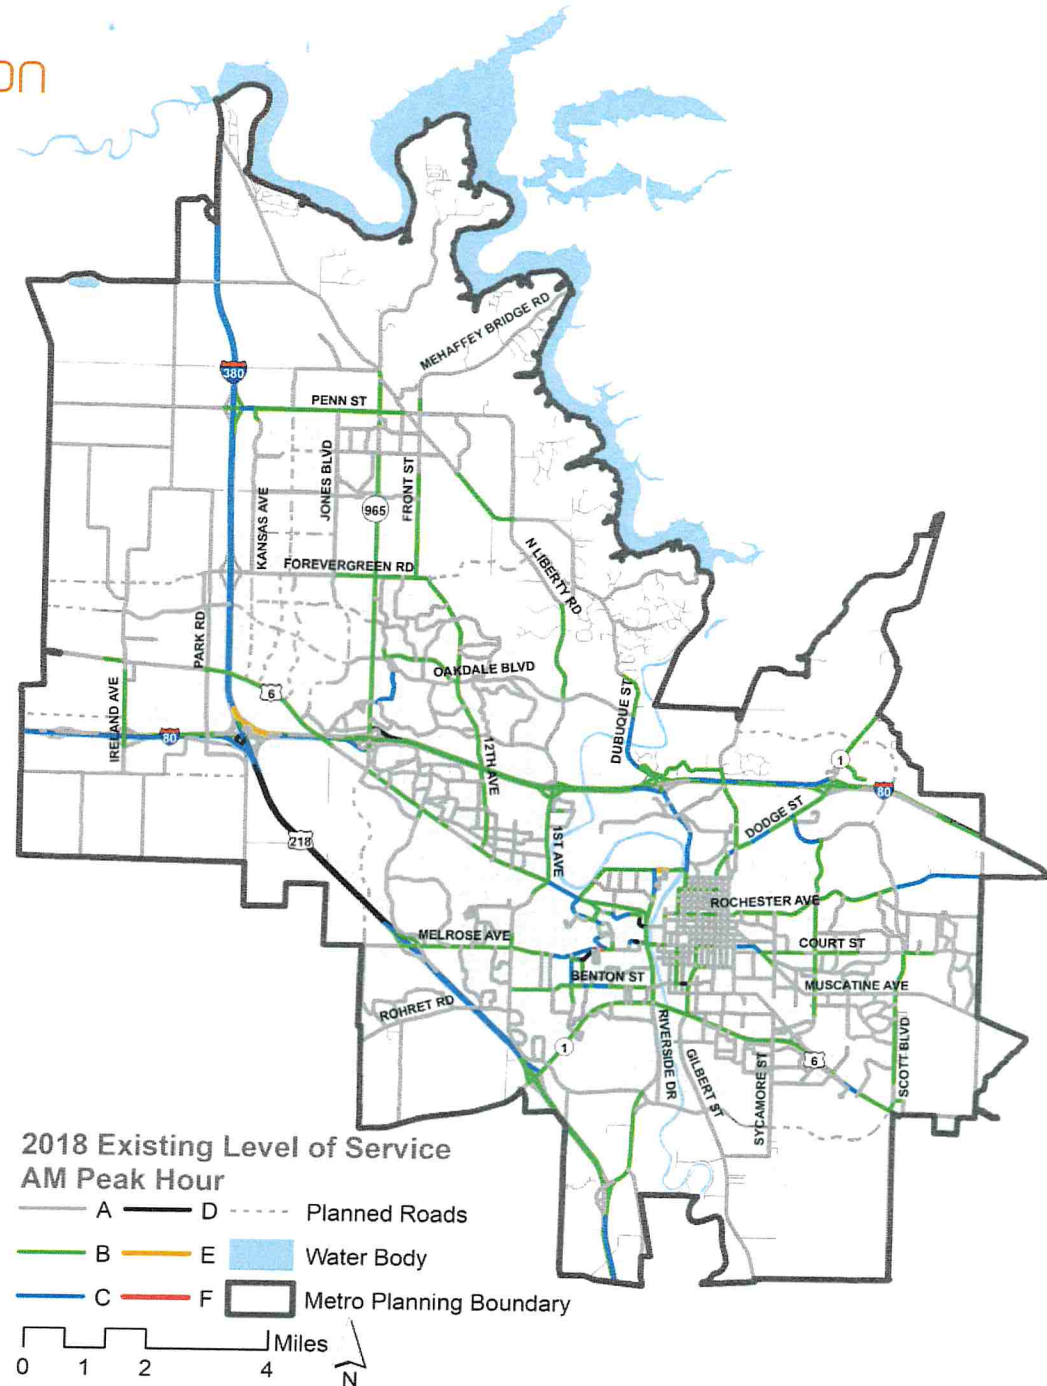 on
MEHAFFEY BRIDGE RD
380
PENN ST
JONES BLVD
FRONT ST
KANSAS AVE
965
FOREVERGREEN RD
N LIBERTY RD
PARK RD
OAKDALE BLVD
6
IRELAND AVE
DUBUQUE ST
80
12TH AVE
1
80
DODGE ST
218
1ST AVE
ROCHESTER AVE
MELROSE AVE
COURT ST
BENTON ST
MUSCATINE AVE
ROHRET RD
RIVERSIDE DR
1
GILBERT ST
SYCAMORE ST
6
SCOTT BLVD
2018 Existing Level of Service
AM Peak Hour
A D Planned Roads
B E Water Body
C F Metro Planning Boundary
Miles
0 1 2 4
N